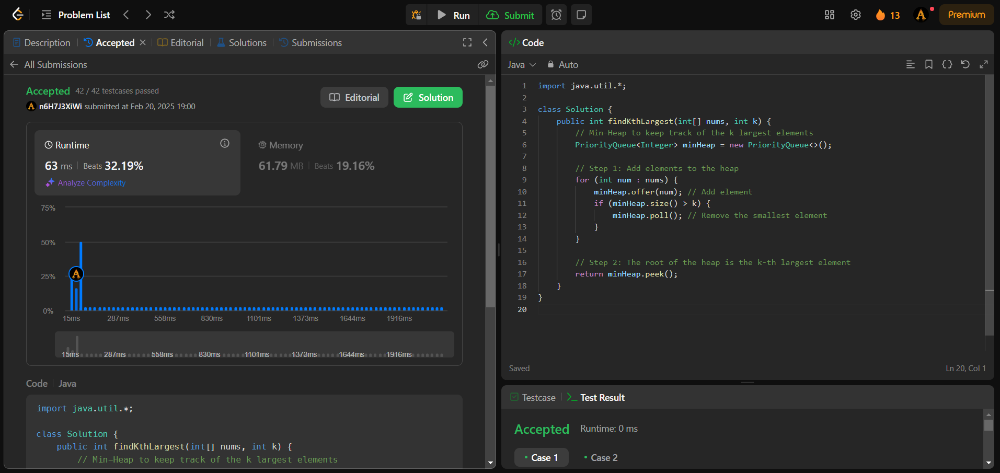 Problem List
Run
Submit
13
Premium
Description
Accepted
Editorial
Solutions
Submissions
All Submissions
Accepted 42 / 42 testcases passed
n6H7J3XiWi submitted at Feb 20, 2025 19:00
Editorial
Solution
Runtime
63 ms Beats 32.19%
Analyze Complexity
Memory
61.79 MB Beats 19.16%
75%
50%
25%
0%
15ms 287ms 558ms 830ms 1101ms 1373ms 1644ms 1916ms
15ms 287ms 558ms 830ms 1101ms 1373ms 1644ms 1916ms
Code Java
import java.util.*;
class Solution {
public int findKthLargest(int[] nums, int k) {
// Min-Heap to keep track of the k largest elements
</> Code
Java Auto
1 import java.util.*;
2
3 class Solution {
4 public int findKthLargest(int[] nums, int k) {
5 // Min-Heap to keep track of the k largest elements
6 PriorityQueue<Integer> minHeap = new PriorityQueue<>();
7
8 // Step 1: Add elements to the heap
9 for (int num : nums) {
10 minHeap.offer(num); // Add element
11 if (minHeap.size() > k) {
12 minHeap.poll(); // Remove the smallest element
13 }
14 }
15
16 // Step 2: The root of the heap is the k-th largest element
17 return minHeap.peek();
18 }
19 }
20
Saved
Ln 20, Col 1
Testcase
Test Result
Accepted Runtime: 0 ms
Case 1
Case 2